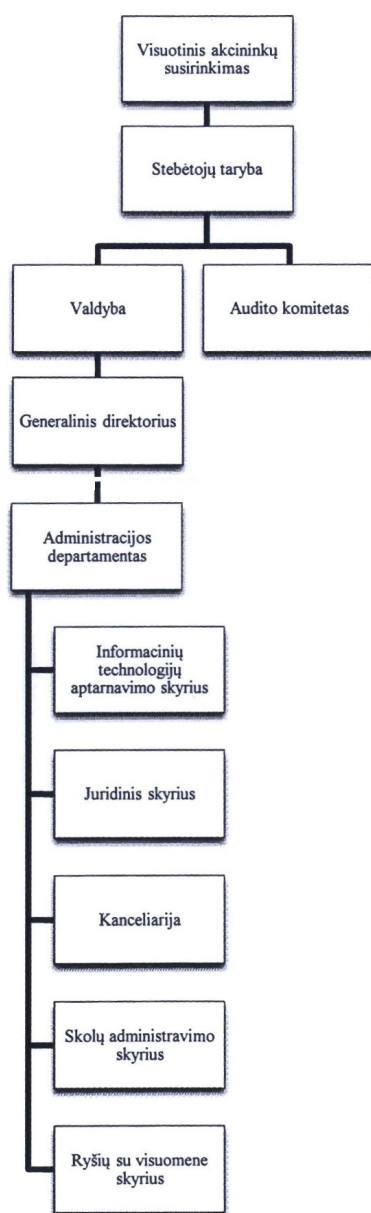 Visuotinis akcininkų
susirinkimas
Stebėtojų taryba
Valdyba
Audito komitetas
Generalinis direktorius
Administracijos
departamentas
Informacinių
technologijų
aptarnavimo skyrius
Juridinis skyrius
Kanceliarija
Skolų administravimo
skyrius
Ryšių su visuomene
skyrius